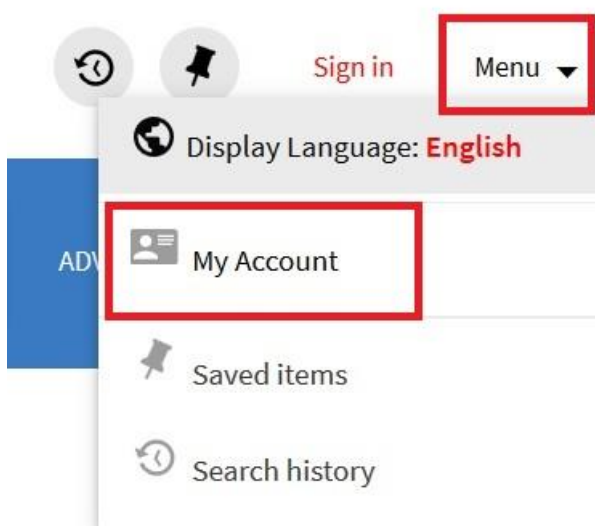 Sign in
Menu
Display Language: English
ADV
My Account
Saved items
Search history